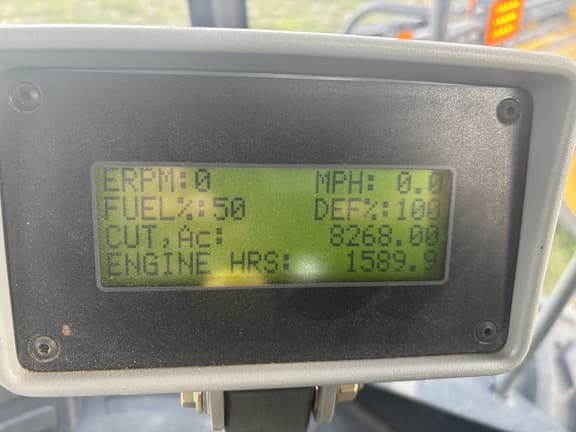 ERPM:0 MPH: 0.0
FUEL%:50 DEF%:100
CUT,Ac: 8268.00
ENGINE HRS: 1589.9